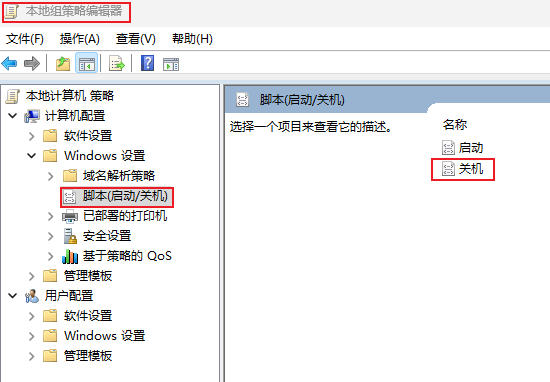 本地组策略编辑器
文件(F) 操作(A) 查看(V) 帮助(H)
本地计算机 策略
计算机配置
软件设置
Windows 设置
域名解析策略
脚本(启动/关机)
已部署的打印机
安全设置
基于策略的 QoS
管理模板
用户配置
软件设置
Windows 设置
管理模板
脚本(启动/关机)
选择一个项目来查看它的描述。
名称
启动
关机